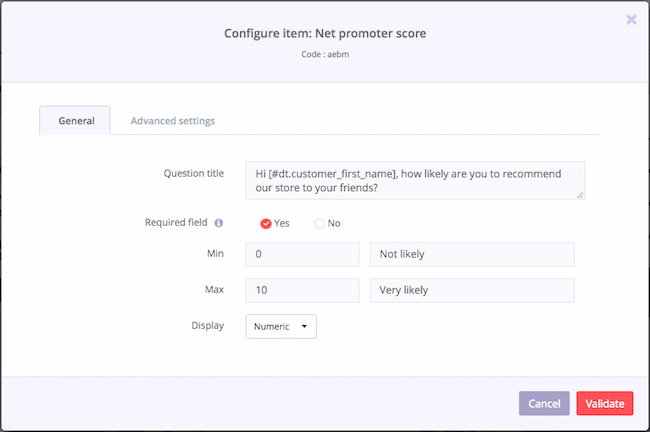 Configure item: Net promoter score
Code : aebm
General
Advanced settings
Question title
Hi [#dt.customer_first_name], how likely are you to recommend
our store to your friends?
Required field
Yes
No
Min
0
Not likely
Max
10
Very likely
Display
Numeric
Cancel
Validate